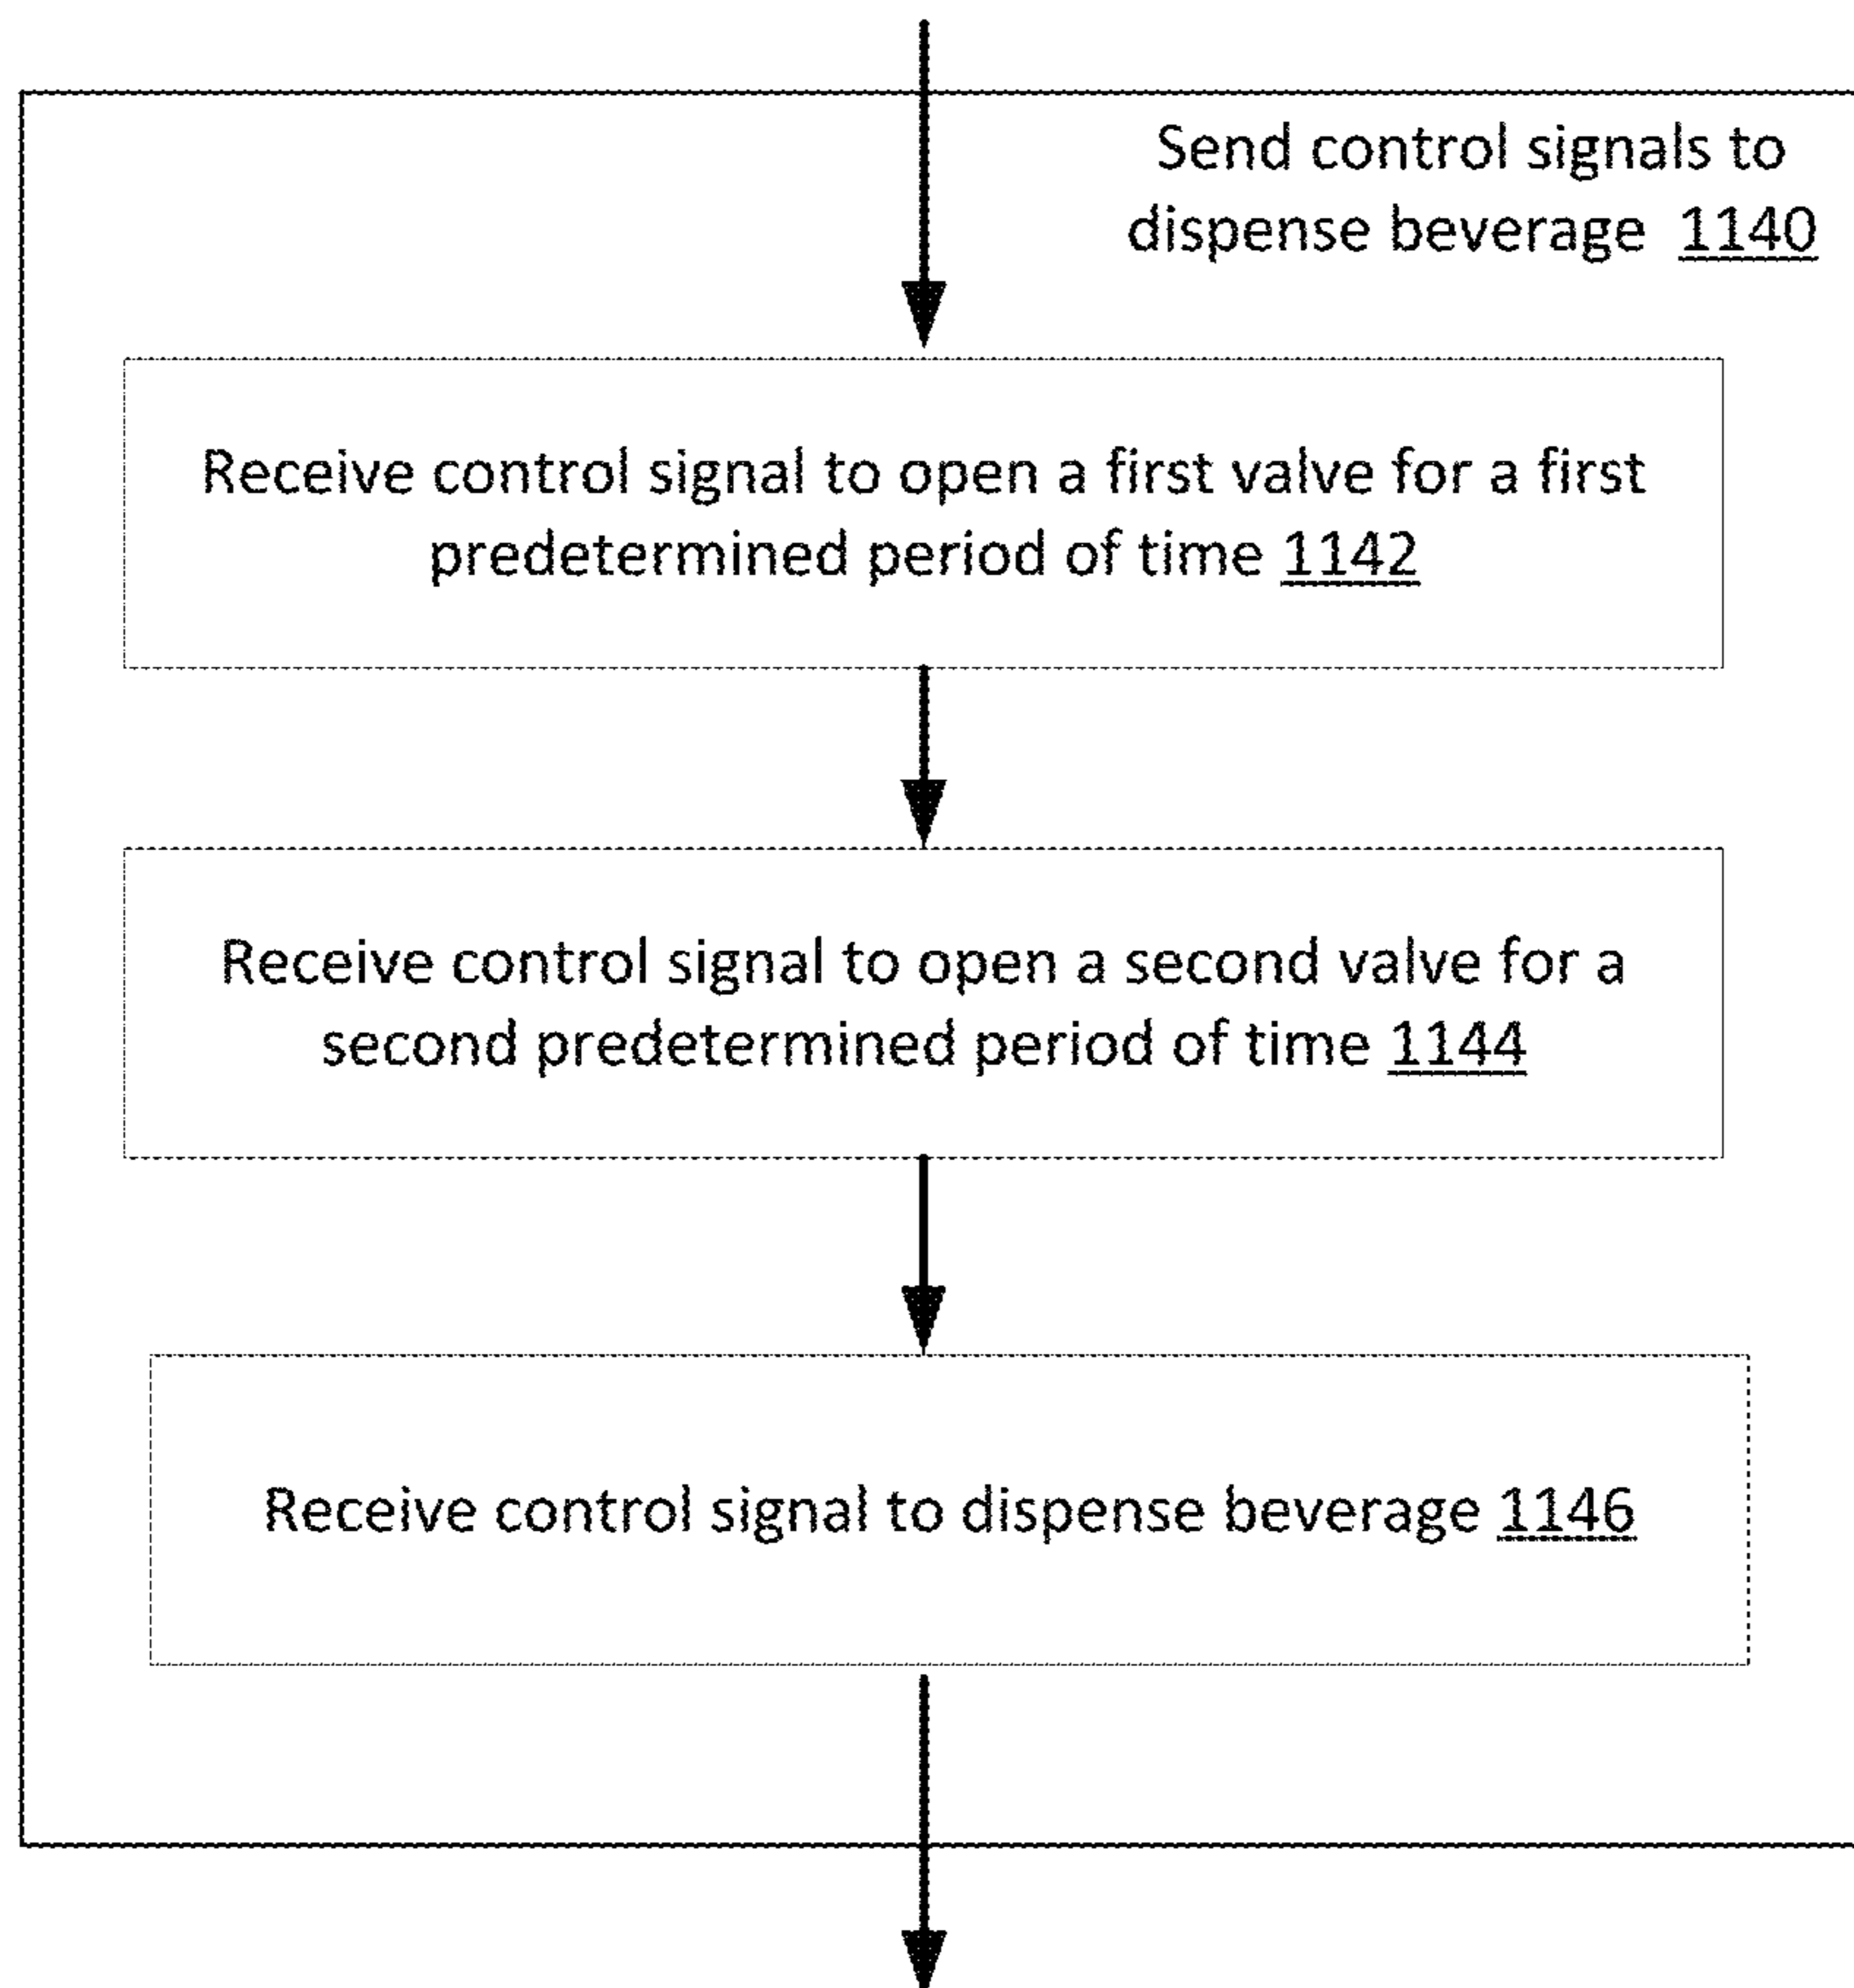 Send control signals to
dispense beverage 1140
Receive control signal to open a first valve for a first
predetermined period of time 1142
Receive control signal to open a second valve for a
second predetermined period of time 1144
Receive control signal to dispense beverage 1146